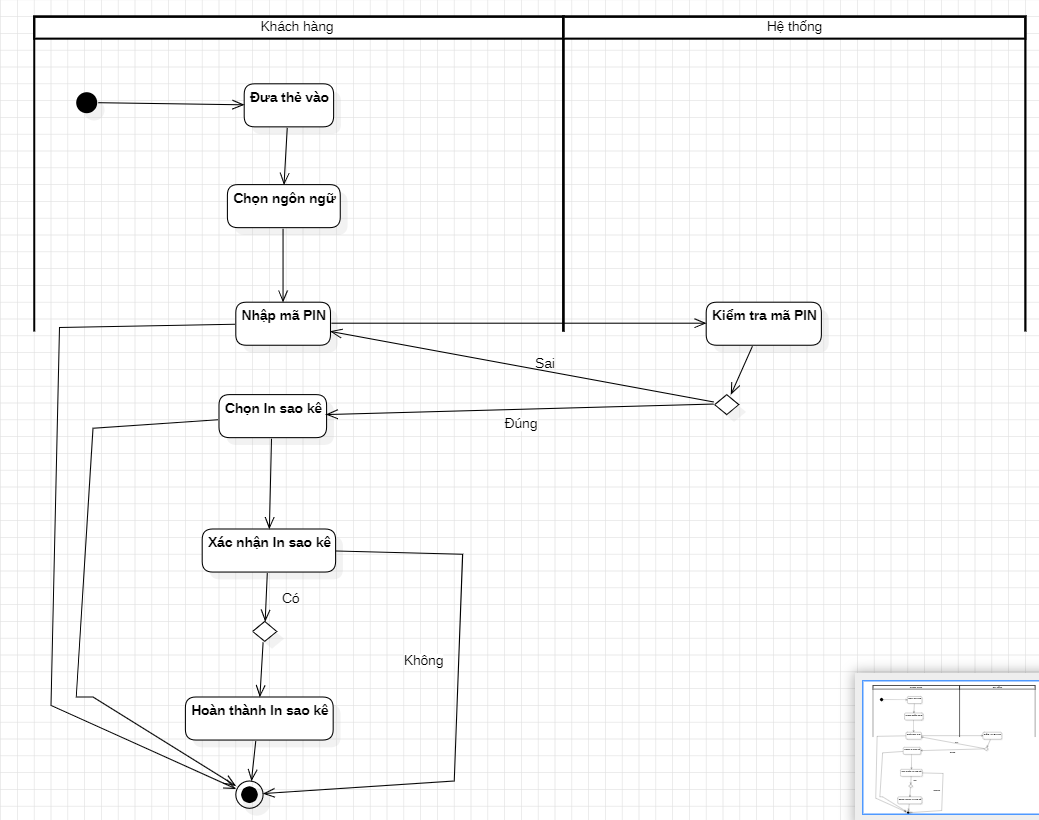 Khách hàng
Hệ thống
Đưa thẻ vào
Chọn ngôn ngữ
Nhập mã PIN
Kiểm tra mã PIN
Sai
Chọn In sao kê
Đúng
Xác nhận In sao kê
Có
Không
Hoàn thành In sao kê